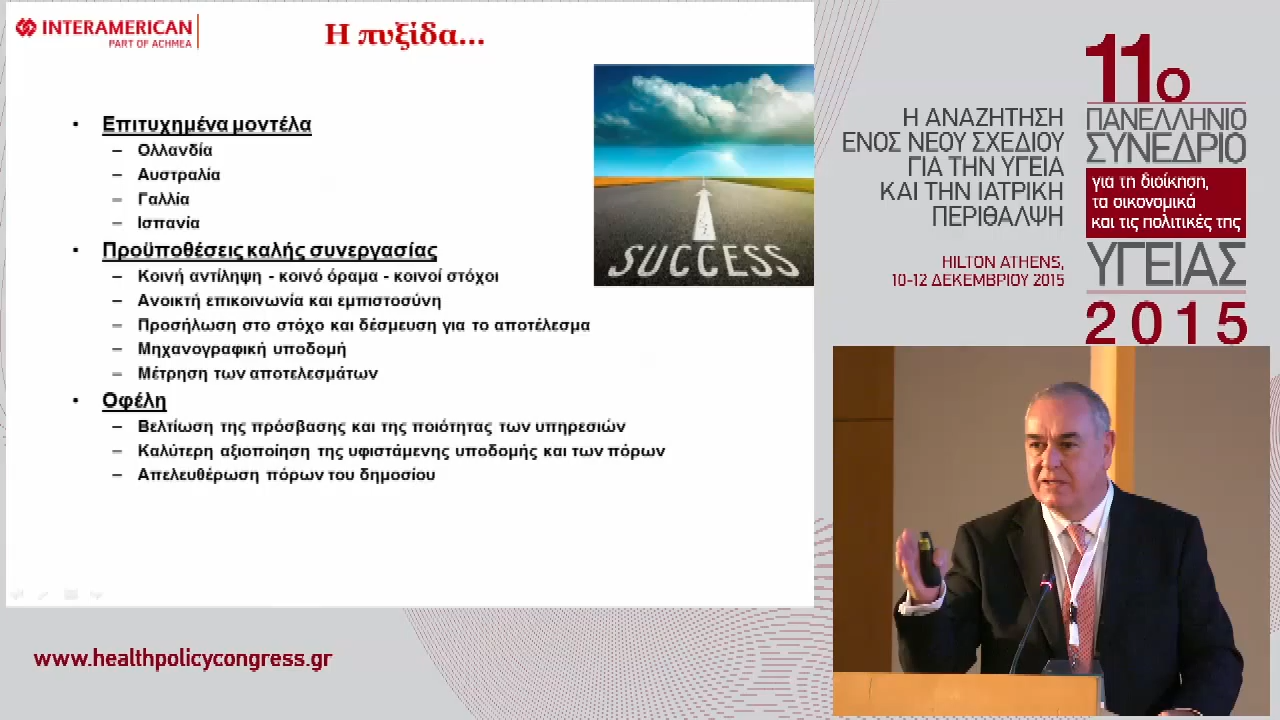 INTERAMERICAN
PART OF ACHMEA
Η πυξίδα...
• Επιτυχημένα μοντέλα
– Ολλανδία
– Αυστραλία
– Γαλλία
– Ισπανία
• Προϋποθέσεις καλής συνεργασίας
– Κοινή αντίληψη - κοινό όραμα - κοινοί στόχοι
– Ανοικτή επικοινωνία και εμπιστοσύνη
– Προσήλωση στο στόχο και δέσμευση για το αποτέλεσμα
– Μηχανογραφική υποδομή
– Μέτρηση των αποτελεσμάτων
• Οφέλη
– Βελτίωση της πρόσβασης και της ποιότητας των υπηρεσιών
– Καλύτερη αξιοποίηση της υφιστάμενης υποδομής και των πόρων
– Απελευθέρωση πόρων του δημοσίου
SUCCESS
Η ΑΝΑΖΗΤΗΣΗ
ΕΝΟΣ ΝΕΟΥ ΣΧΕΔΙΟΥ
ΓΙΑ ΤΗΝ ΥΓΕΙΑ
ΚΑΙ ΤΗΝ ΙΑΤΡΙΚΗ
ΠΕΡΙΘΑΛΨΗ
HILTON ATHENS,
10-12 ΔΕΚΕΜΒΡΙΟΥ 2015
11ο
ΠΑΝΕΛΛΗΝΙΟ
ΣΥΝΕΔΡΙΟ
για τη διοίκηση,
τα οικονομικά
και τις πολιτικές της
ΥΓΕΙΑΣ
2015
www.healthpolicycongress.gr